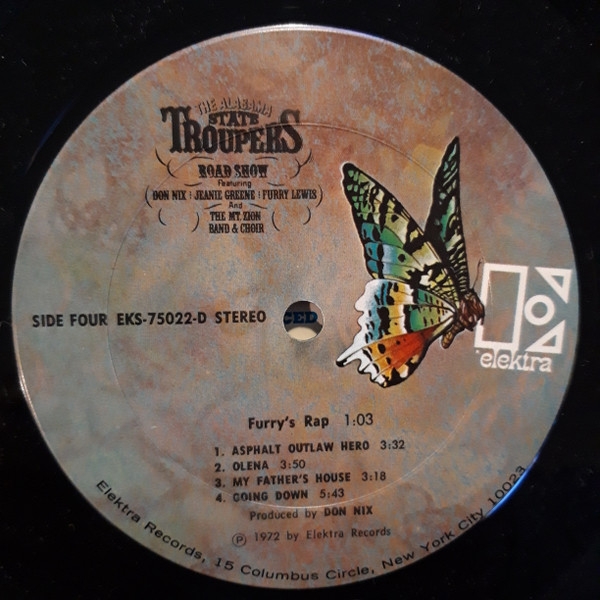 THE ALABAMA
STATE
TROUPERS
ROAD SHOW
Featuring
DON NIX : JEANIE GREENE : FURRY LEWIS
And
THE MT. ZION
BAND & CHOIR
SIDE FOUR EKS-75022-D STEREO
elektra
Furry's Rap 1:03
1. ASPHALT OUTLAW HERO 3:32
2. OLENA 3:50
3. MY FATHER'S HOUSE 3:18
4. GOING DOWN 5:43
Produced by DON NIX
℗ 1972 by Elektra Records
Elektra Records, 15 Columbus Circle, New York City 10023